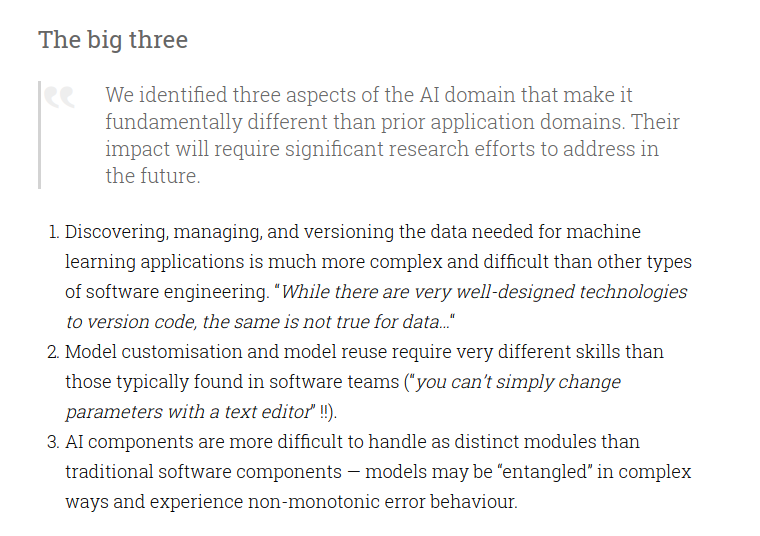 The big three
We identified three aspects of the AI domain that make it
fundamentally different than prior application domains. Their
impact will require significant research efforts to address in
the future.
1. Discovering, managing, and versioning the data needed for machine
learning applications is much more complex and difficult than other types
of software engineering. “While there are very well-designed technologies
to version code, the same is not true for data…“
2. Model customisation and model reuse require very different skills than
those typically found in software teams (“you can’t simply change
parameters with a text editor” !!).
3. AI components are more difficult to handle as distinct modules than
traditional software components — models may be “entangled” in complex
ways and experience non-monotonic error behaviour.